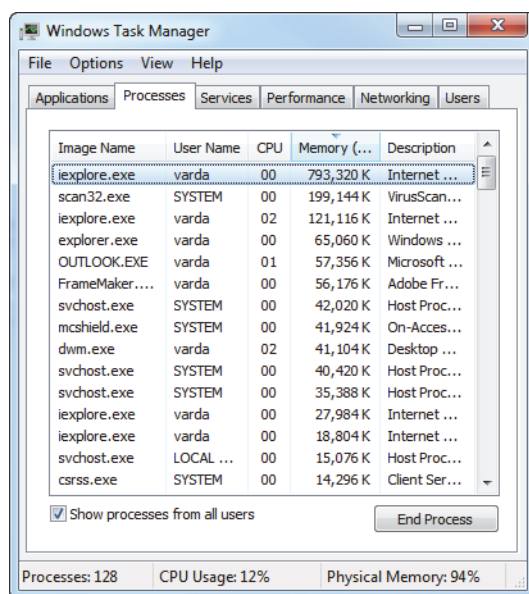 Windows Task Manager
File Options View Help
Applications Processes Services Performance Networking Users
Image Name User Name CPU Memory (... Description
iexplore.exe varda 00 793,320 K Internet ...
scan32.exe SYSTEM 00 199,144 K VirusScan...
iexplore.exe varda 02 121,116 K Internet ...
explorer.exe varda 00 65,060 K Windows ...
OUTLOOK.EXE varda 01 57,356 K Microsoft ...
FrameMaker.... varda 00 56,176 K Adobe Fr...
svchost.exe SYSTEM 00 42,020 K Host Proc...
mcshield.exe SYSTEM 00 41,924 K On-Acces...
dwm.exe varda 02 41,104 K Desktop ...
svchost.exe SYSTEM 00 40,420 K Host Proc...
svchost.exe SYSTEM 00 35,388 K Host Proc...
iexplore.exe varda 00 27,984 K Internet ...
iexplore.exe varda 00 18,804 K Internet ...
svchost.exe LOCAL ... 00 15,076 K Host Proc...
csrss.exe SYSTEM 00 14,296 K Client Ser...
Show processes from all users End Process
Processes: 128 CPU Usage: 12% Physical Memory: 94%